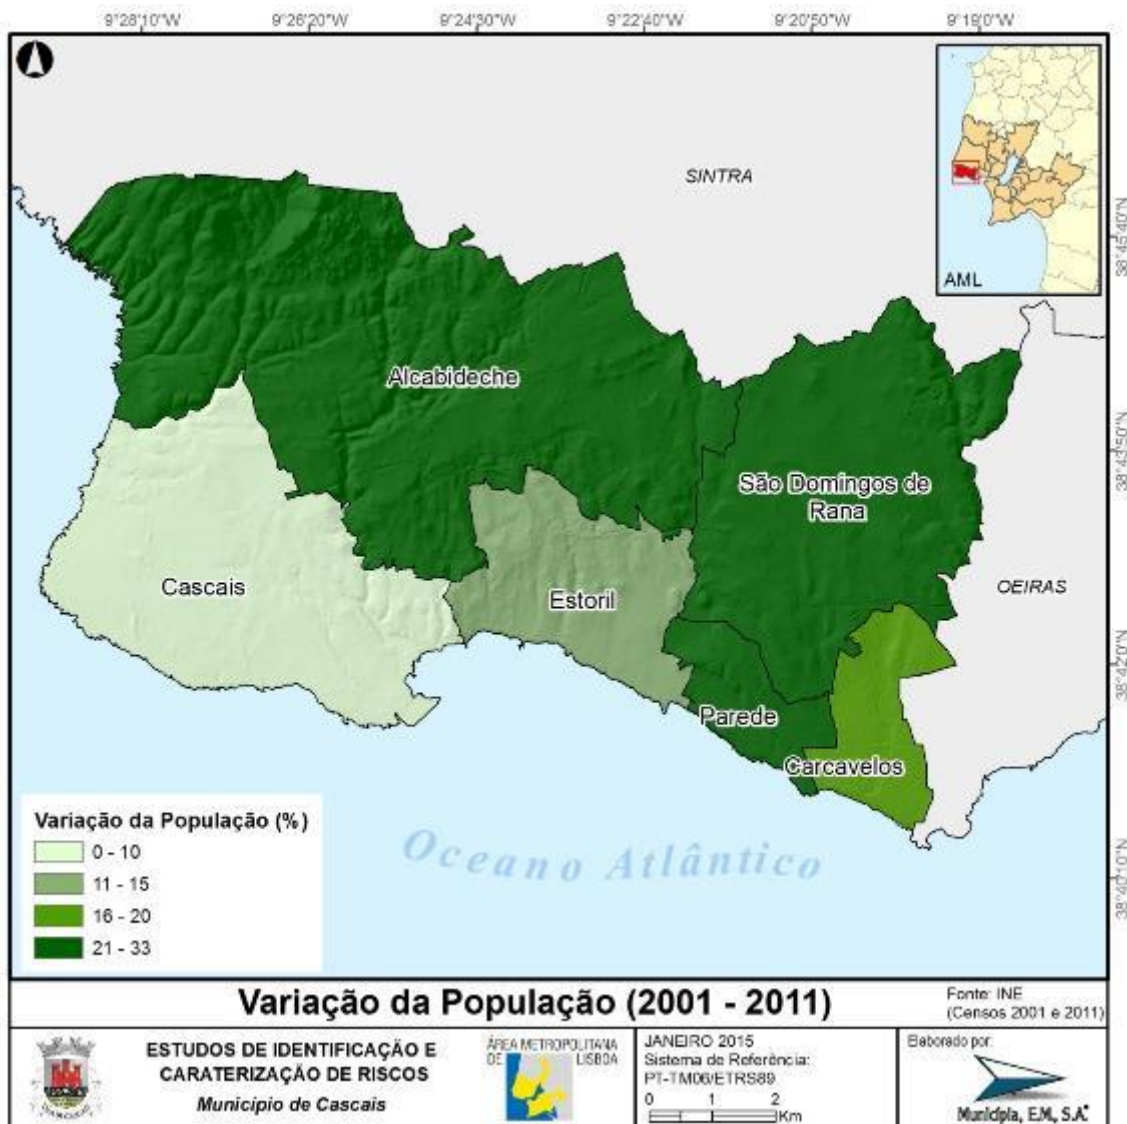 9°28'10"W 9°26'20"W 9°24'30"W 9°22'40"W 9°20'50"W 9°18'0"W
SINTRA
AML
38°45'40"N
Alcabideche
38°43'50"N
São Domingos de
Rana
Cascais
Estoril
OEIRAS
38°42'0"N
Parede
Carcavelos
Oceano Atlântico
38°40'10"N
Variação da População (%)
0 - 10
11 - 15
16 - 20
21 - 33
Variação da População (2001 - 2011)
Fonte: INE
(Censos 2001 e 2011)
ESTUDOS DE IDENTIFICAÇÃO E
CARATERIZAÇÃO DE RISCOS
Município de Cascais
ÁREA METROPOLITANA
DE LISBOA
JANEIRO 2015
Sistema de Referência:
PT-TM06/ETRS89
0 1 2
Km
Elaborado por:
Municípia, E.M., S.A.